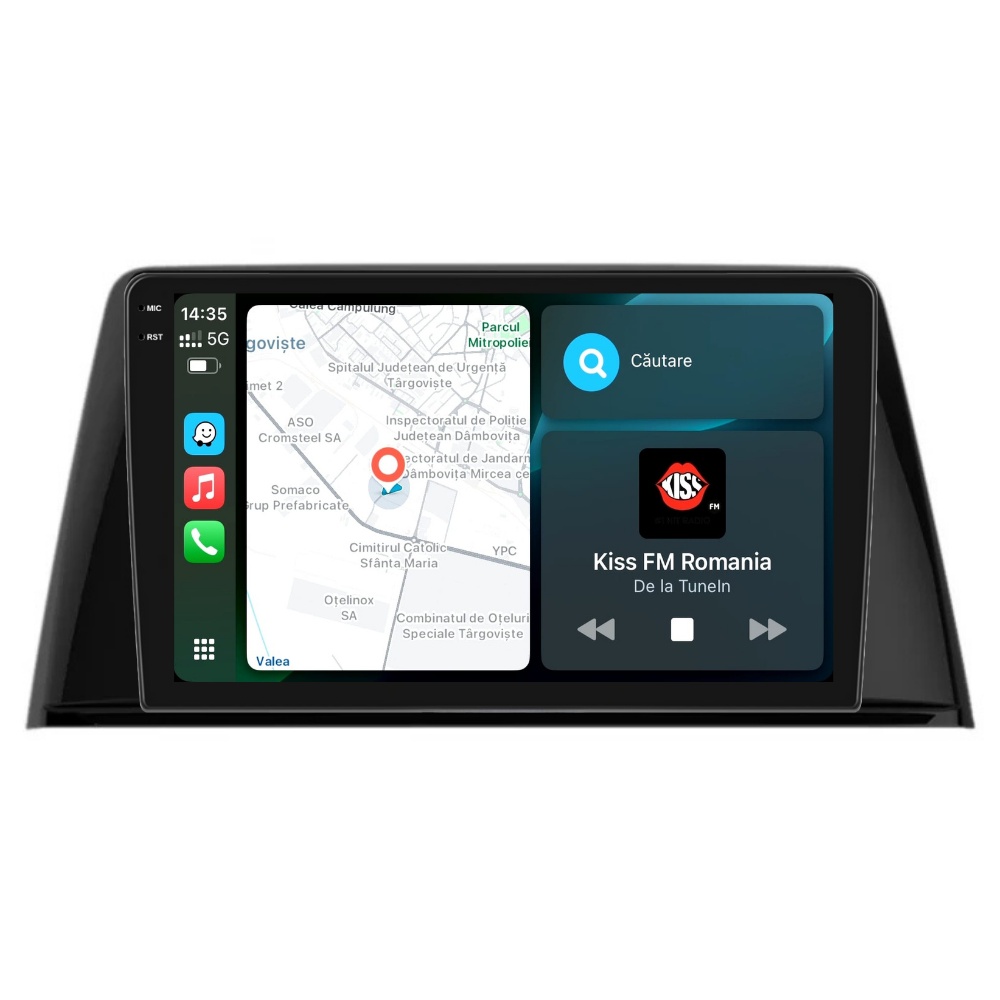 MIC
RST
14:35
5G
Calea Câmpulung
goviște
Parcul
Mitropoliei
Spitalul Județean de Urgență
Târgoviște
imet 2
ASO
Cromsteel SA
Inspectoratul de Poliție
Județean Dâmbovița
ectoratul de Jandarm
Dâmbovița Mircea ce
Somaco
Grup Prefabricate
Cimitirul Catolic
Sfânta Maria
YPC
Oțelinox
SA
Combinatul de Oțeluri
Speciale Târgoviște
Valea
Căutare
KISS
FM
Kiss FM Romania
De la TuneIn